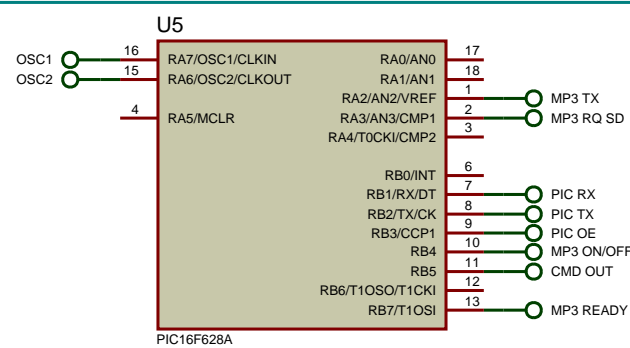 U5
OSC1 16 RA7/OSC1/CLKIN RA0/AN0 17
OSC2 15 RA6/OSC2/CLKOUT RA1/AN1 18
RA2/AN2/VREF 1 MP3 TX
4 RA5/MCLR RA3/AN3/CMP1 2 MP3 RQ SD
RA4/T0CKI/CMP2 3
RB0/INT 6
RB1/RX/DT 7 PIC RX
RB2/TX/CK 8 PIC TX
RB3/CCP1 9 PIC OE
RB4 10 MP3 ON/OFF
RB5 11 CMD OUT
RB6/T1OSO/T1CKI 12
RB7/T1OSI 13 MP3 READY
PIC16F628A